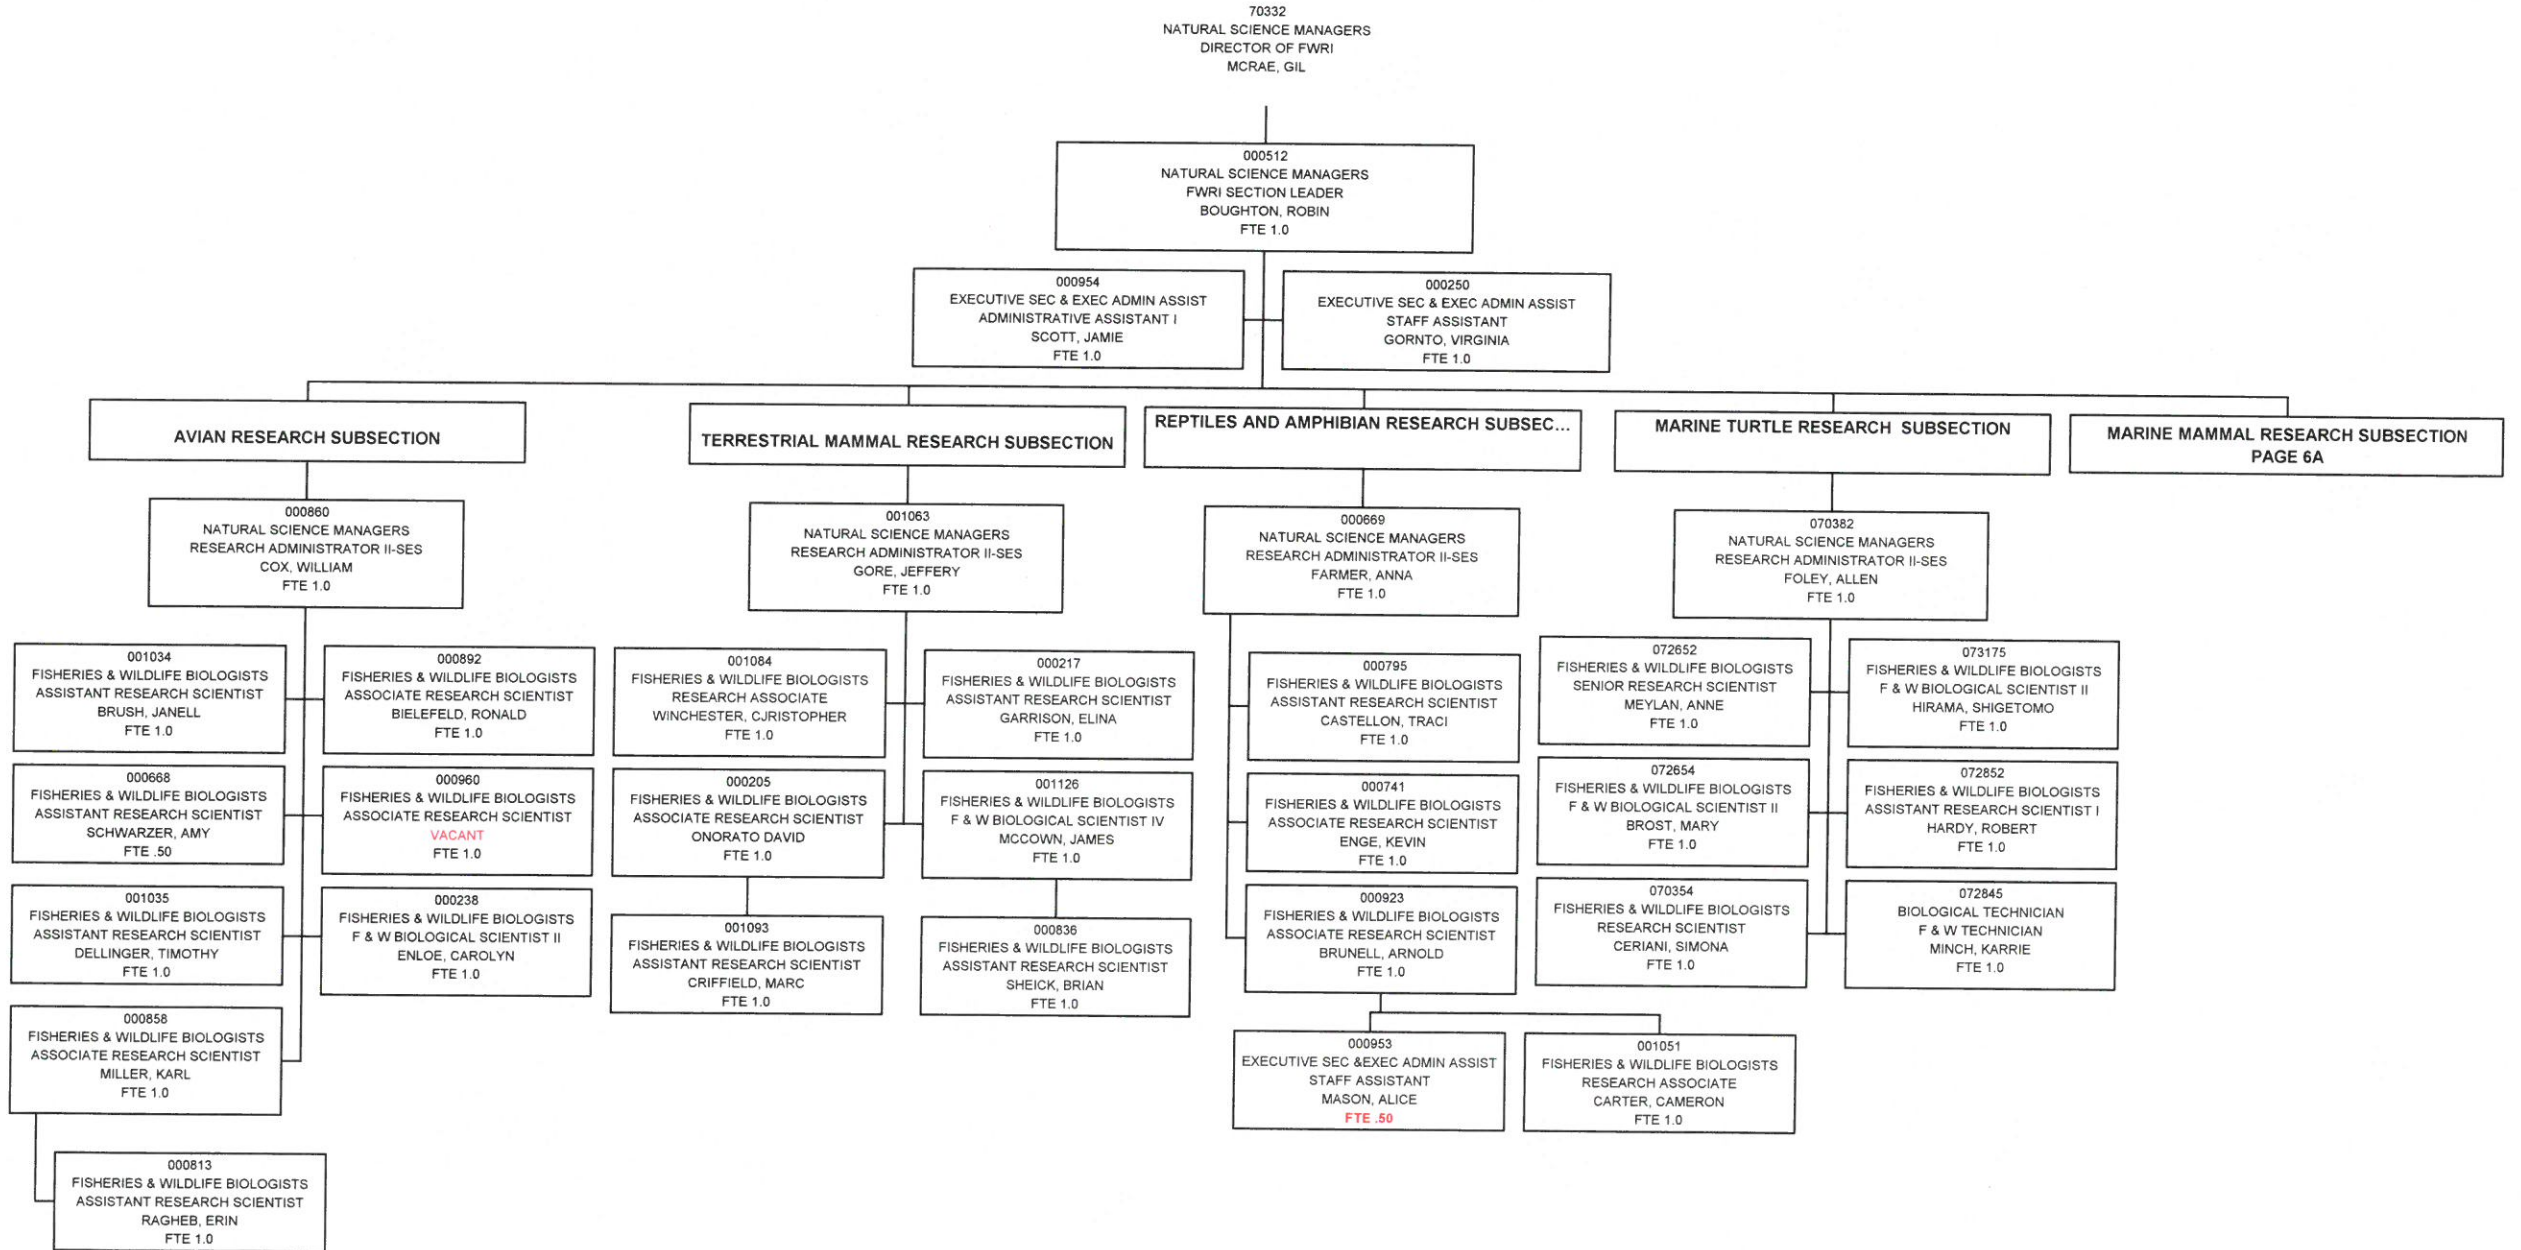 70332
NATURAL SCIENCE MANAGERS
DIRECTOR OF FWRI
MCRAE, GIL
000512
NATURAL SCIENCE MANAGERS
FWRI SECTION LEADER
BOUGHTON, ROBIN
FTE 1.0
000954
EXECUTIVE SEC & EXEC ADMIN ASSIST
ADMINISTRATIVE ASSISTANT I
SCOTT, JAMIE
FTE 1.0
000250
EXECUTIVE SEC & EXEC ADMIN ASSIST
STAFF ASSISTANT
GORNTO, VIRGINIA
FTE 1.0
AVIAN RESEARCH SUBSECTION
000860
NATURAL SCIENCE MANAGERS
RESEARCH ADMINISTRATOR II-SES
COX, WILLIAM
FTE 1.0
001034
FISHERIES & WILDLIFE BIOLOGISTS
ASSISTANT RESEARCH SCIENTIST
BRUSH, JANELL
FTE 1.0
000892
FISHERIES & WILDLIFE BIOLOGISTS
ASSOCIATE RESEARCH SCIENTIST
BIELEFELD, RONALD
FTE 1.0
000668
FISHERIES & WILDLIFE BIOLOGISTS
ASSISTANT RESEARCH SCIENTIST
SCHWARZER, AMY
FTE .50
000960
FISHERIES & WILDLIFE BIOLOGISTS
ASSOCIATE RESEARCH SCIENTIST
VACANT
FTE 1.0
001035
FISHERIES & WILDLIFE BIOLOGISTS
ASSISTANT RESEARCH SCIENTIST
DELLINGER, TIMOTHY
FTE 1.0
000238
FISHERIES & WILDLIFE BIOLOGISTS
F & W BIOLOGICAL SCIENTIST II
ENLOE, CAROLYN
FTE 1.0
000858
FISHERIES & WILDLIFE BIOLOGISTS
ASSOCIATE RESEARCH SCIENTIST
MILLER, KARL
FTE 1.0
000813
FISHERIES & WILDLIFE BIOLOGISTS
ASSISTANT RESEARCH SCIENTIST
RAGHEB, ERIN
FTE 1.0
TERRESTRIAL MAMMAL RESEARCH SUBSECTION
001063
NATURAL SCIENCE MANAGERS
RESEARCH ADMINISTRATOR II-SES
GORE, JEFFERY
FTE 1.0
001084
FISHERIES & WILDLIFE BIOLOGISTS
RESEARCH ASSOCIATE
WINCHESTER, CJRISTOPHER
FTE 1.0
000217
FISHERIES & WILDLIFE BIOLOGISTS
ASSISTANT RESEARCH SCIENTIST
GARRISON, ELINA
FTE 1.0
000205
FISHERIES & WILDLIFE BIOLOGISTS
ASSOCIATE RESEARCH SCIENTIST
ONORATO DAVID
FTE 1.0
001126
FISHERIES & WILDLIFE BIOLOGISTS
F & W BIOLOGICAL SCIENTIST IV
MCCOWN, JAMES
FTE 1.0
001093
FISHERIES & WILDLIFE BIOLOGISTS
ASSISTANT RESEARCH SCIENTIST
CRIFFIELD, MARC
FTE 1.0
000836
FISHERIES & WILDLIFE BIOLOGISTS
ASSISTANT RESEARCH SCIENTIST
SHEICK, BRIAN
FTE 1.0
REPTILES AND AMPHIBIAN RESEARCH SUBSEC...
000669
NATURAL SCIENCE MANAGERS
RESEARCH ADMINISTRATOR II-SES
FARMER, ANNA
FTE 1.0
000795
FISHERIES & WILDLIFE BIOLOGISTS
ASSISTANT RESEARCH SCIENTIST
CASTELLON, TRACI
FTE 1.0
000741
FISHERIES & WILDLIFE BIOLOGISTS
ASSOCIATE RESEARCH SCIENTIST
ENGE, KEVIN
FTE 1.0
000923
FISHERIES & WILDLIFE BIOLOGISTS
ASSOCIATE RESEARCH SCIENTIST
BRUNELL, ARNOLD
FTE 1.0
000953
EXECUTIVE SEC &EXEC ADMIN ASSIST
STAFF ASSISTANT
MASON, ALICE
FTE .50
001051
FISHERIES & WILDLIFE BIOLOGISTS
RESEARCH ASSOCIATE
CARTER, CAMERON
FTE 1.0
MARINE TURTLE RESEARCH SUBSECTION
070382
NATURAL SCIENCE MANAGERS
RESEARCH ADMINISTRATOR II-SES
FOLEY, ALLEN
FTE 1.0
072652
FISHERIES & WILDLIFE BIOLOGISTS
SENIOR RESEARCH SCIENTIST
MEYLAN, ANNE
FTE 1.0
073175
FISHERIES & WILDLIFE BIOLOGISTS
F & W BIOLOGICAL SCIENTIST II
HIRAMA, SHIGETOMO
FTE 1.0
072654
FISHERIES & WILDLIFE BIOLOGISTS
F & W BIOLOGICAL SCIENTIST II
BROST, MARY
FTE 1.0
072852
FISHERIES & WILDLIFE BIOLOGISTS
ASSISTANT RESEARCH SCIENTIST I
HARDY, ROBERT
FTE 1.0
070354
FISHERIES & WILDLIFE BIOLOGISTS
RESEARCH SCIENTIST
CERIANI, SIMONA
FTE 1.0
072845
BIOLOGICAL TECHNICIAN
F & W TECHNICIAN
MINCH, KARRIE
FTE 1.0
MARINE MAMMAL RESEARCH SUBSECTION
PAGE 6A